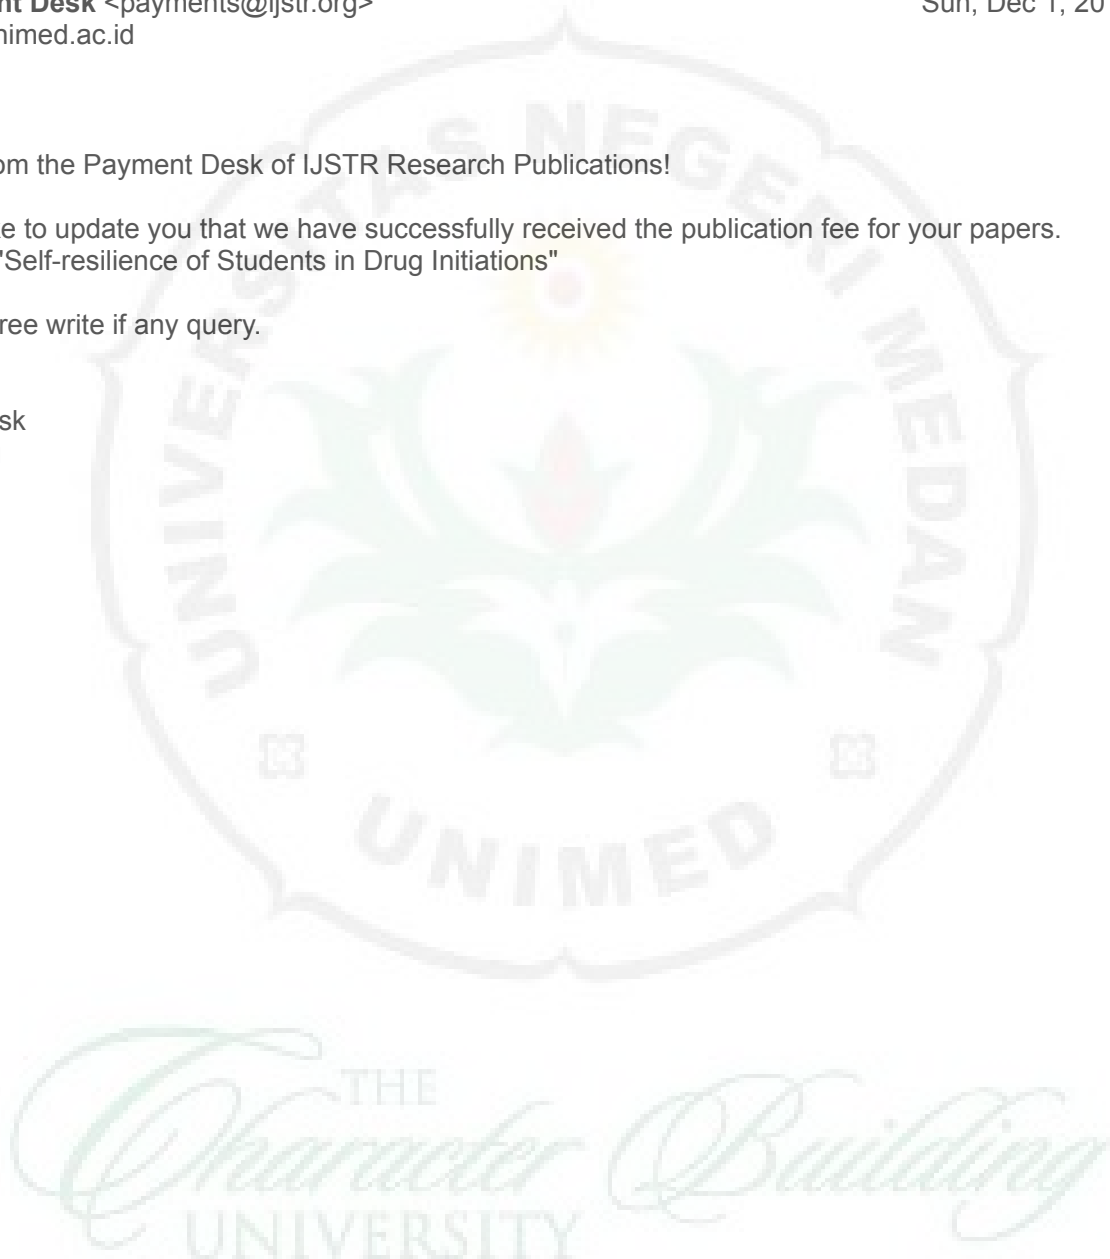 nt Desk <payments@ijstr.org> Sun, Dec 1, 20
nimed.ac.id
om the Payment Desk of IJSTR Research Publications!
e to update you that we have successfully received the publication fee for your papers.
"Self-resilience of Students in Drug Initiations"
ree write if any query.
sk
UNIVERSITAS NEGERI MEDAN
UNIMED
THE
Character Building
UNIVERSITY